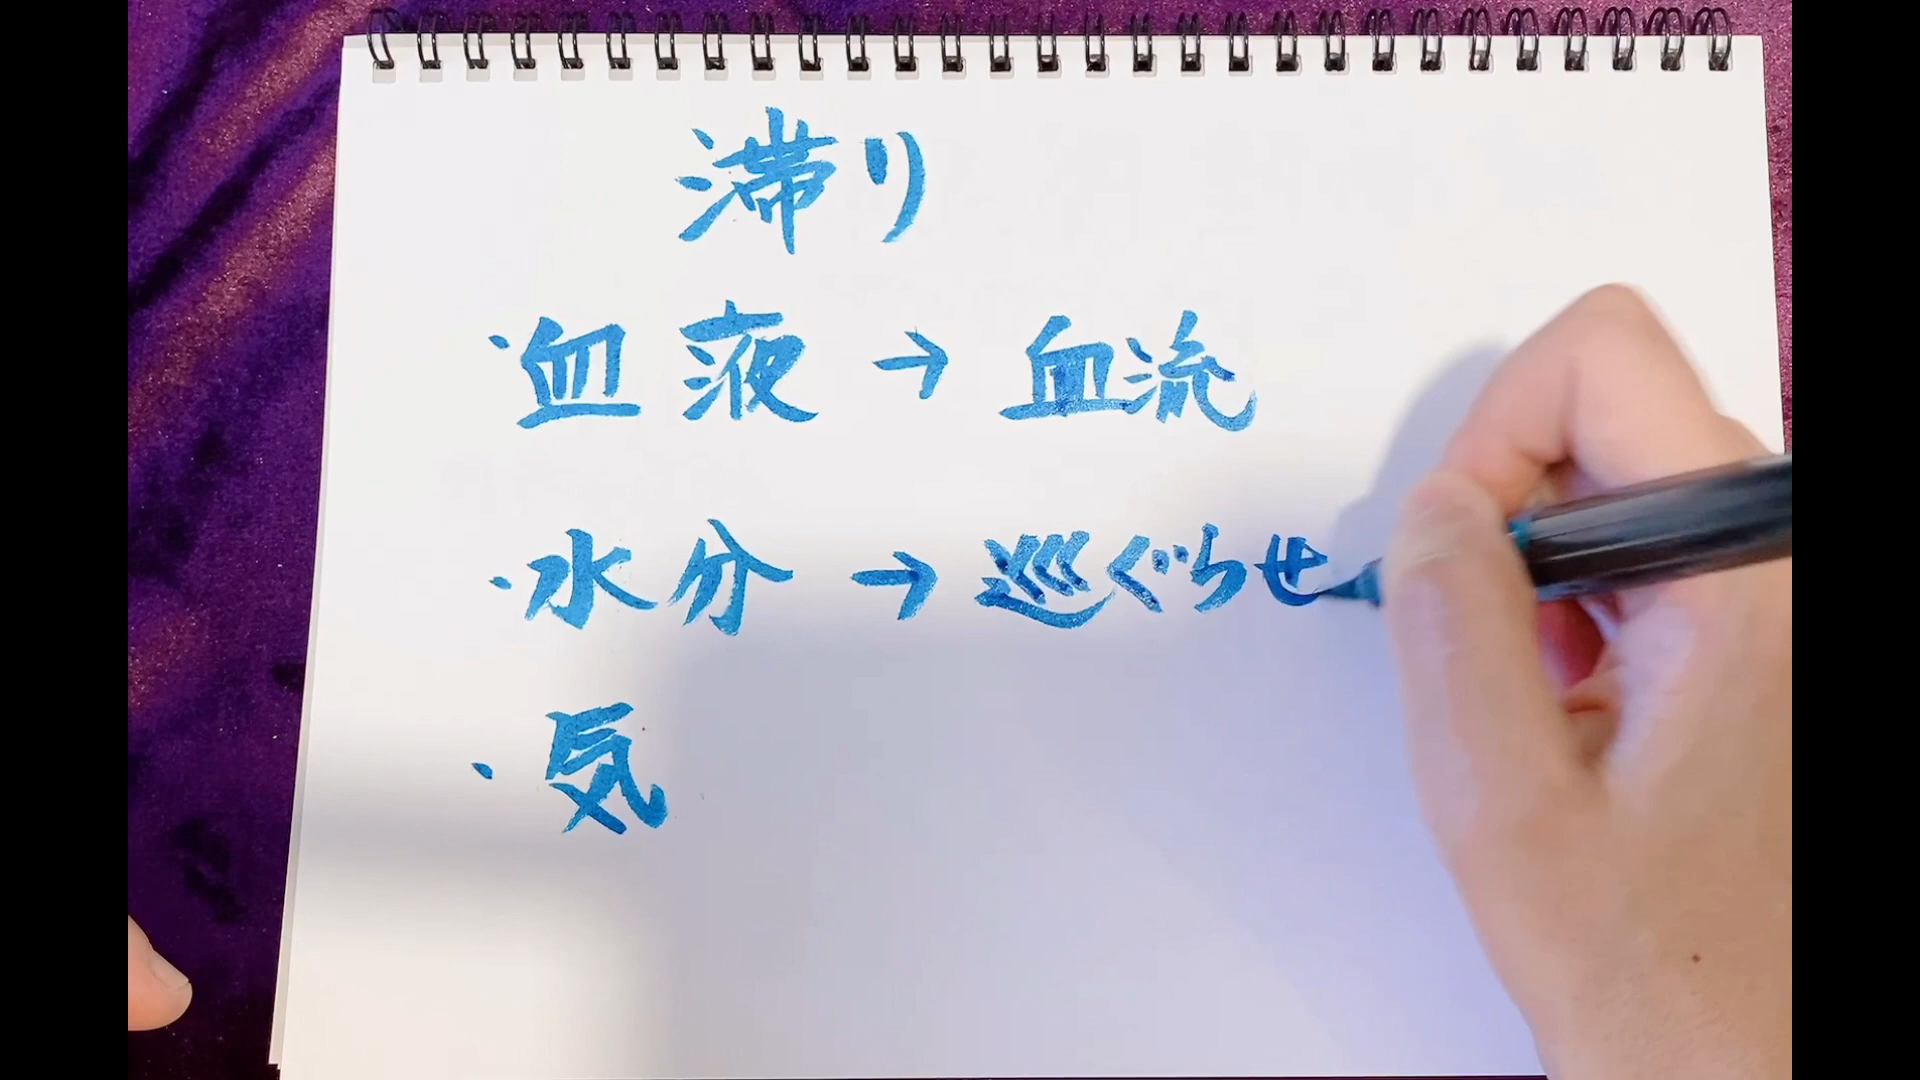 滞り
・血液→血流
・水分→巡ぐらせ
・気